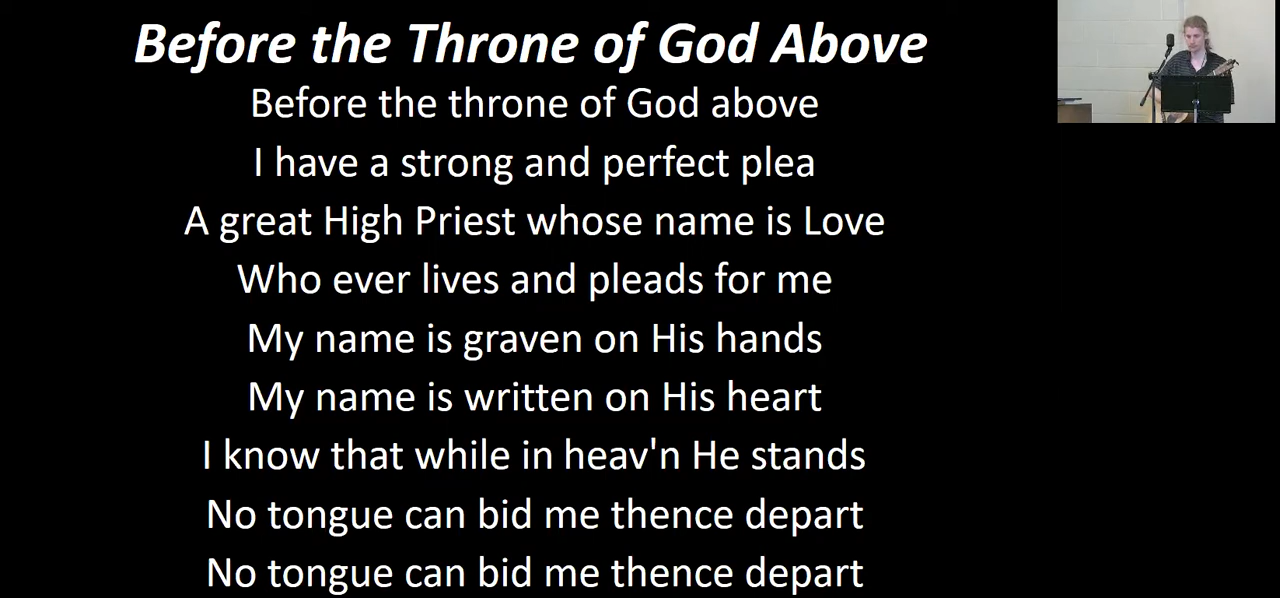 Before the Throne of God Above
Before the throne of God above
I have a strong and perfect plea
A great High Priest whose name is Love
Who ever lives and pleads for me
My name is graven on His hands
My name is written on His heart
I know that while in heav'n He stands
No tongue can bid me thence depart
No tongue can bid me thence depart